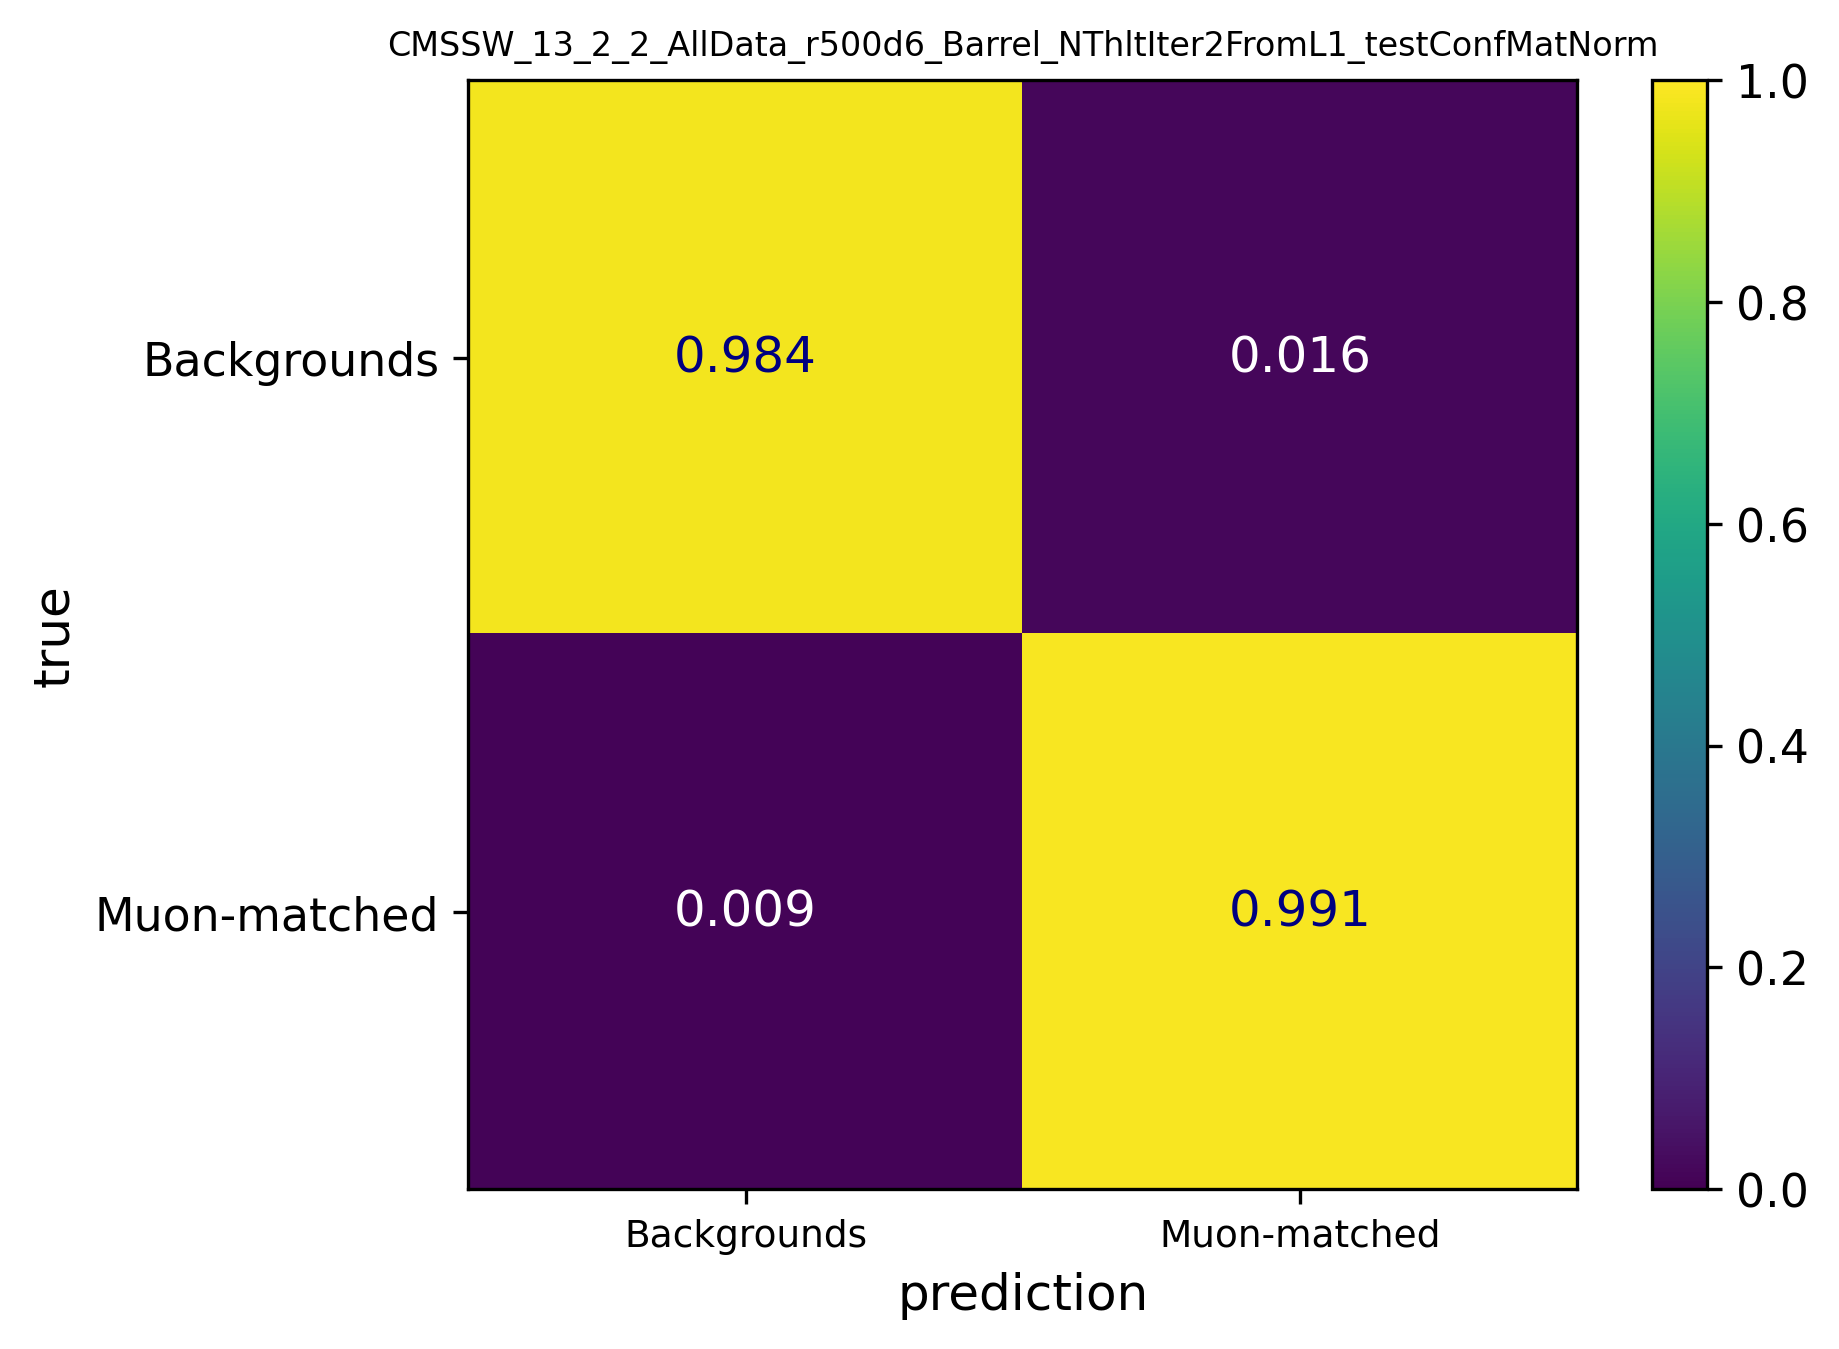 CMSSW_13_2_2_AllData_r500d6_Barrel_NThltIter2FromL1_testConfMatNorm
1.0
0.8
0.6
0.4
0.2
0.0
true
Backgrounds
0.984
0.016
Muon-matched
0.009
0.991
Backgrounds
Muon-matched
prediction